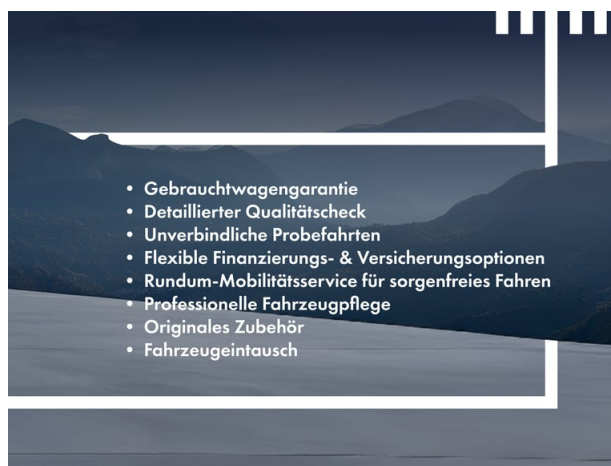 • Gebrauchtwagengarantie
• Detaillierter Qualitätscheck
• Unverbindliche Probefahrten
• Flexible Finanzierungs- & Versicherungsoptionen
• Rundum-Mobilitätsservice für sorgenfreies Fahren
• Professionelle Fahrzeugpflege
• Originales Zubehör
• Fahrzeugeintausch